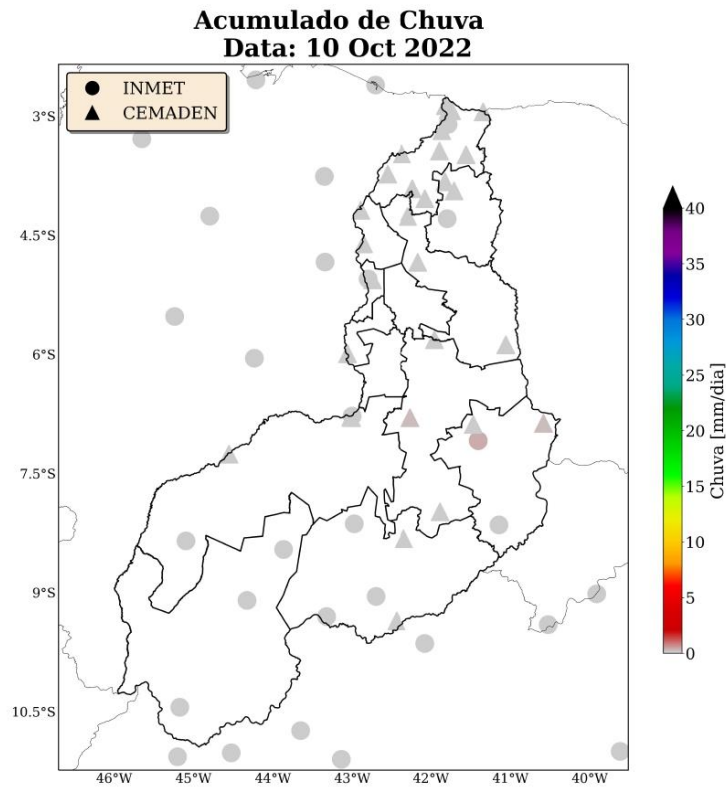 Acumulado de Chuva
Data: 10 Oct 2022
INMET
CEMADEN
3°S
4.5°S
6°S
7.5°S
9°S
10.5°S
46°W
45°W
44°W
43°W
42°W
41°W
40°W
40
35
30
25
20
15
10
5
0
Chuva [mm/dia]